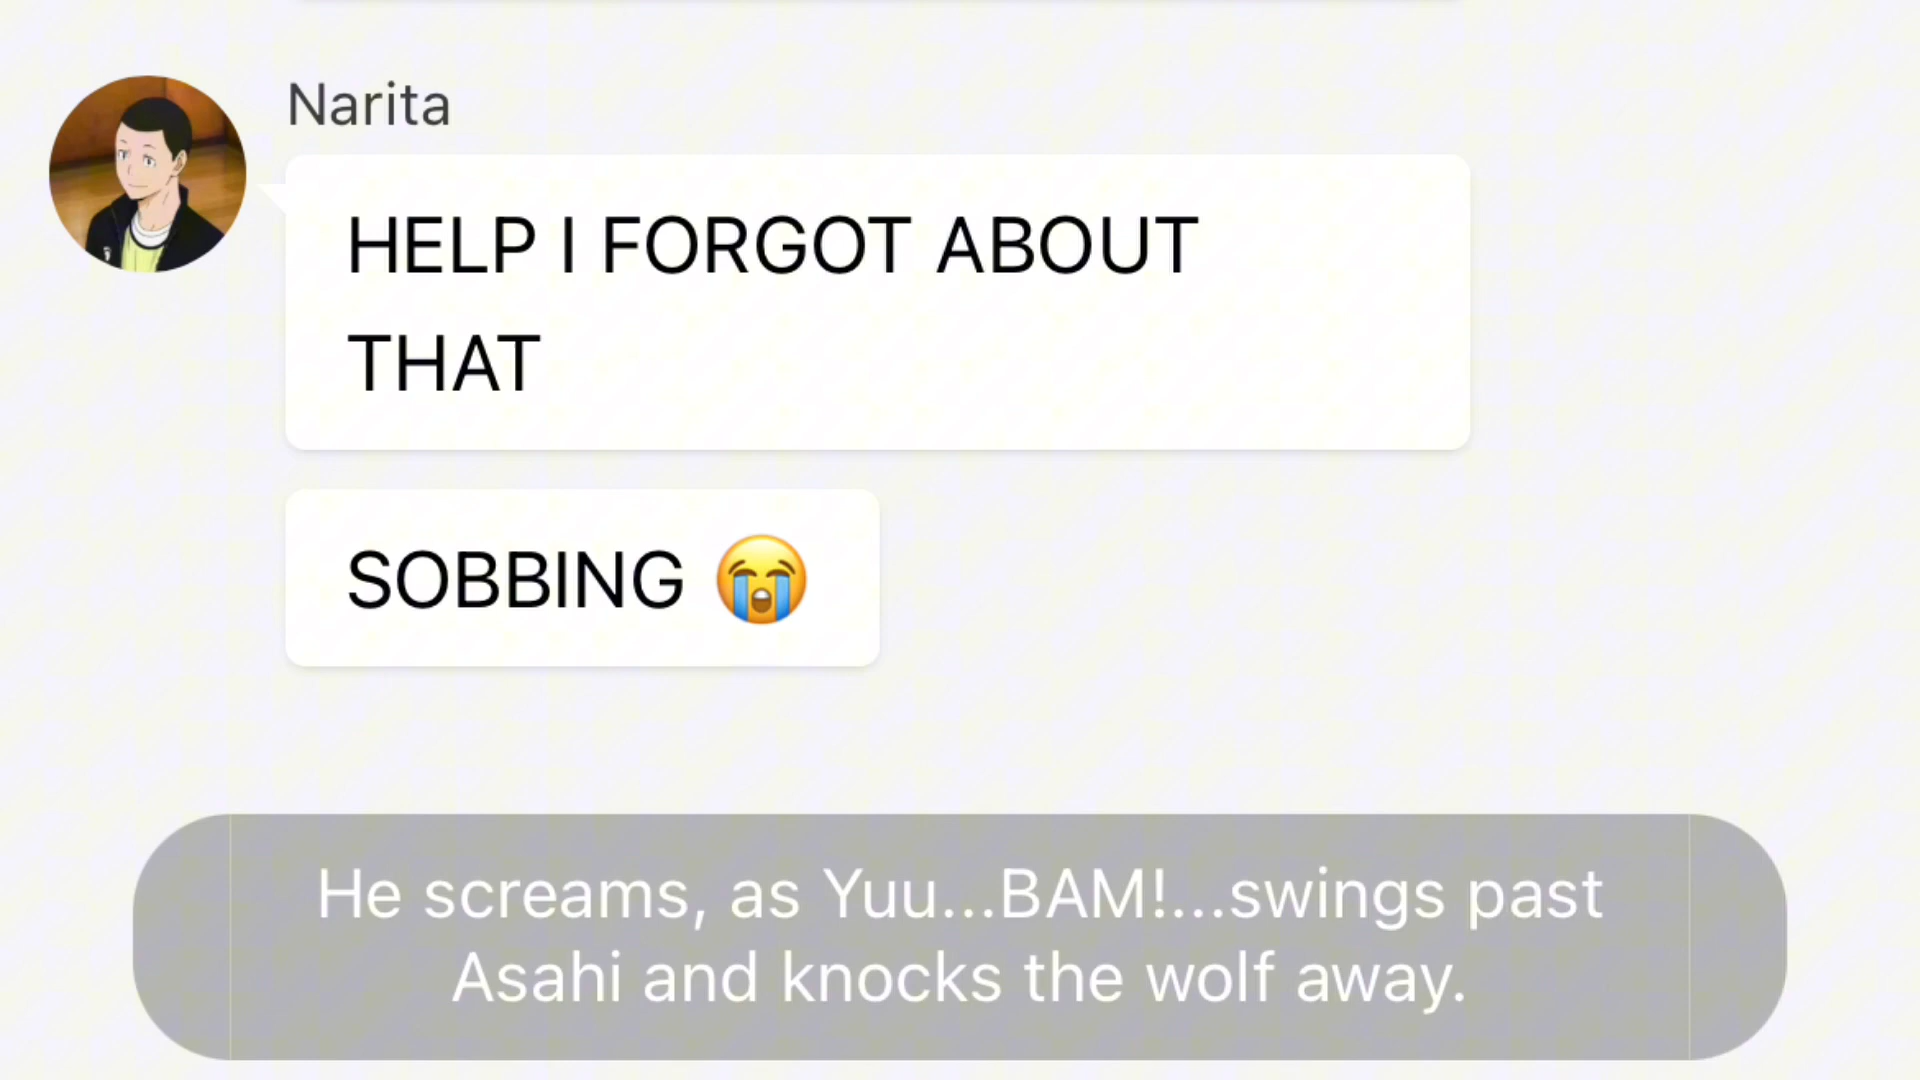 Narita
HELP I FORGOT ABOUT
THAT
SOBBING 😭
He screams, as Yuu...BAM!...swings past
Asahi and knocks the wolf away.